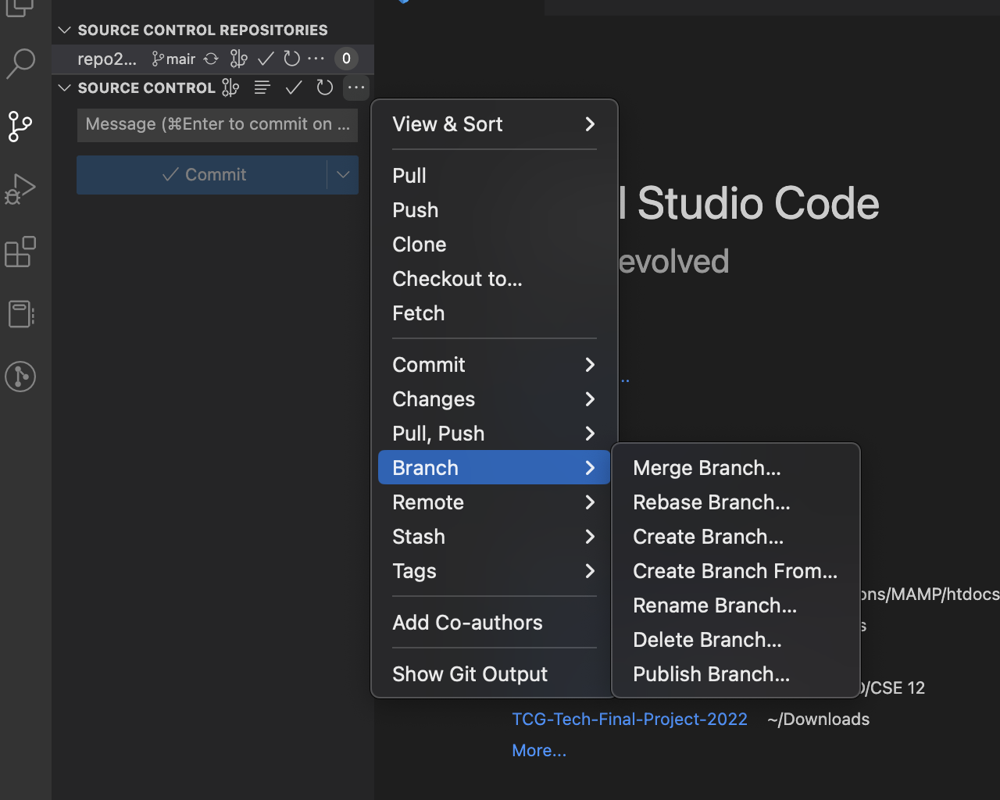 SOURCE CONTROL REPOSITORIES
repo2... mair 0
SOURCE CONTROL
Message (⌘Enter to commit on ...
Commit
View & Sort
Pull
Push
Clone
Checkout to...
Fetch
Commit
Changes
Pull, Push
Branch
Remote
Stash
Tags
Add Co-authors
Show Git Output
Merge Branch...
Rebase Branch...
Create Branch...
Create Branch From...
Rename Branch...
Delete Branch...
Publish Branch...
l Studio Code
evolved
..
ons/MAMP/htdocs
s
/CSE 12
TCG-Tech-Final-Project-2022 ~/Downloads
More...